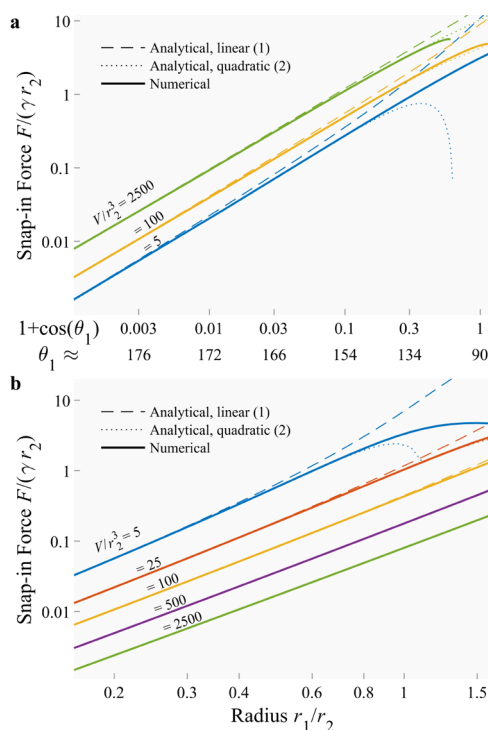 a
10
1
0.1
0.01
Snap-in Force F/(γ r₂)
Analytical, linear (1)
Analytical, quadratic (2)
Numerical
V/r₂³ = 2500
= 100
= 5
1+cos(θ₁) 0.003 0.01 0.03 0.1 0.3 1
θ₁ ≈ 176 172 166 154 134 90
b
10
1
0.1
0.01
Snap-in Force F/(γ r₂)
Analytical, linear (1)
Analytical, quadratic (2)
Numerical
V/r₂³ = 5
= 25
= 100
= 500
= 2500
0.2 0.3 0.4 0.6 0.8 1 1.5
Radius r₁/r₂